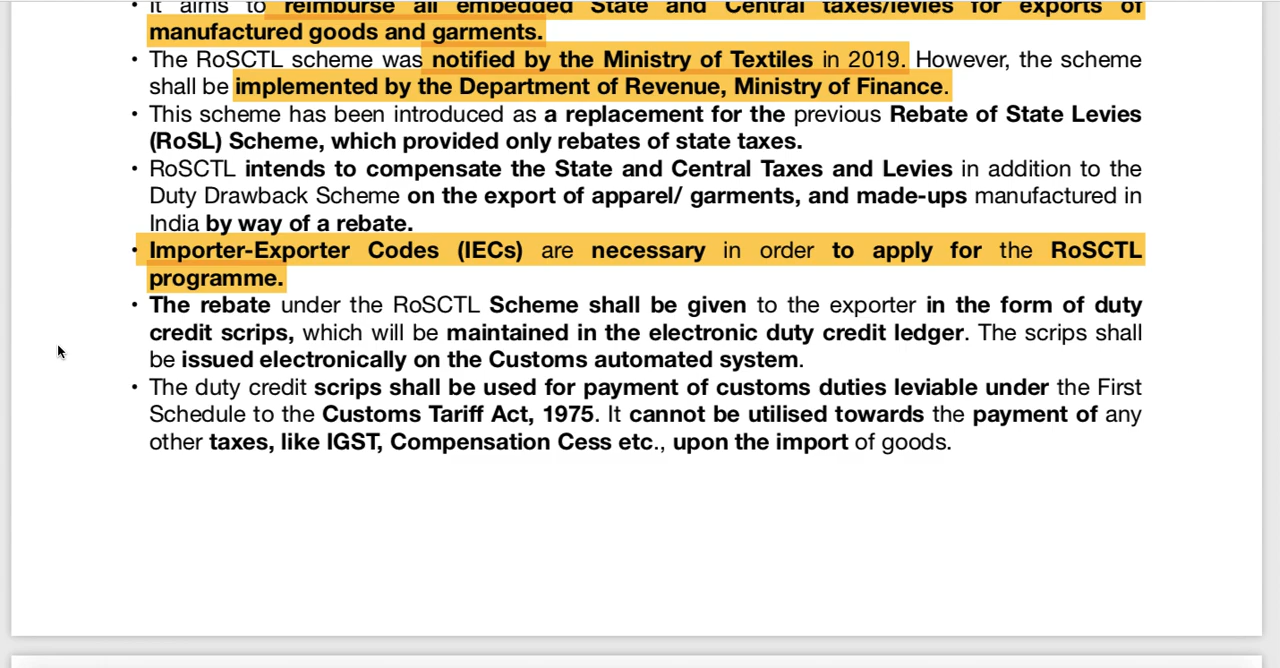 • It aims to reimburse all embedded State and Central taxes/levies for exports of
manufactured goods and garments.
• The RoSCTL scheme was notified by the Ministry of Textiles in 2019. However, the scheme
shall be implemented by the Department of Revenue, Ministry of Finance.
• This scheme has been introduced as a replacement for the previous Rebate of State Levies
(RoSL) Scheme, which provided only rebates of state taxes.
• RoSCTL intends to compensate the State and Central Taxes and Levies in addition to the
Duty Drawback Scheme on the export of apparel/ garments, and made-ups manufactured in
India by way of a rebate.
• Importer-Exporter Codes (IECs) are necessary in order to apply for the RoSCTL
programme.
• The rebate under the RoSCTL Scheme shall be given to the exporter in the form of duty
credit scrips, which will be maintained in the electronic duty credit ledger. The scrips shall
be issued electronically on the Customs automated system.
• The duty credit scrips shall be used for payment of customs duties leviable under the First
Schedule to the Customs Tariff Act, 1975. It cannot be utilised towards the payment of any
other taxes, like IGST, Compensation Cess etc., upon the import of goods.